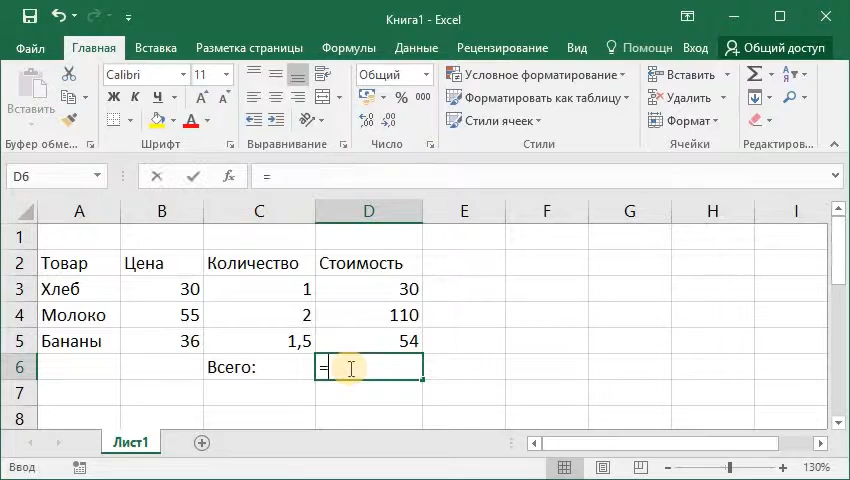 Книга1 - Excel
Файл Главная Вставка Разметка страницы Формулы Данные Рецензирование Вид Помощн Вход Общий доступ
Вставить
Calibri 11
Ж К Ч
Общий
% 000
Условное форматирование
Форматировать как таблицу
Стили ячеек
Вставить
Удалить
Формат
Буфер обме... Шрифт Выравнивание Число Стили Ячейки Редактиров...
D6 fx =
A B C D E F G H I
1
2 Товар Цена Количество Стоимость
3 Хлеб 30 1 30
4 Молоко 55 2 110
5 Бананы 36 1,5 54
6 Всего: =
7
8
Лист1
Ввод 130%